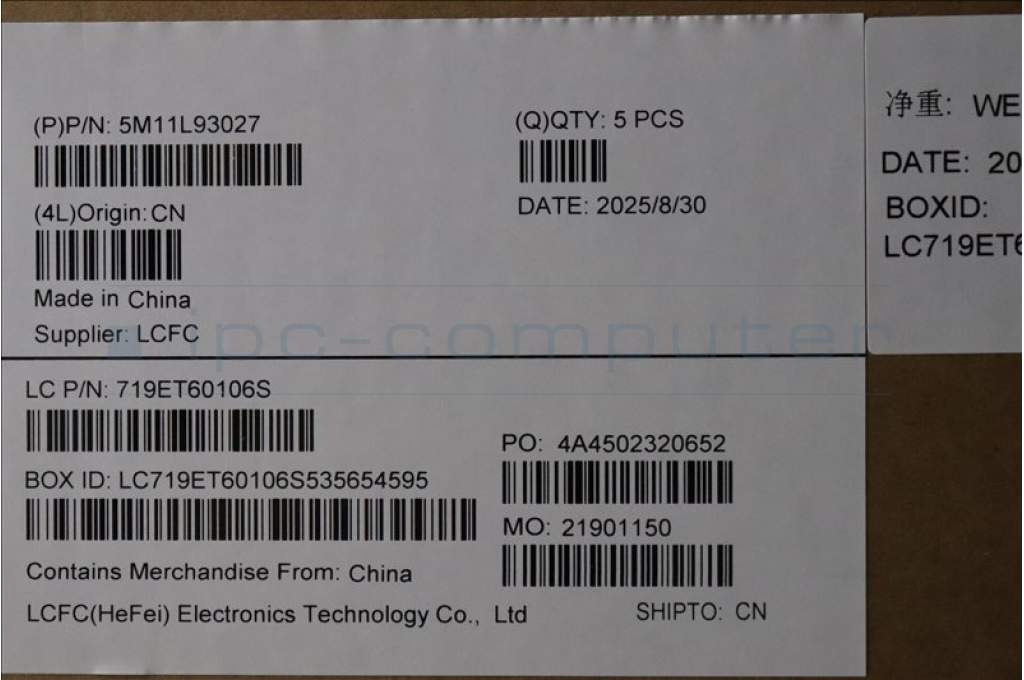 (P)P/N: 5M11L93027
(Q)QTY: 5 PCS
(4L)Origin: CN
DATE: 2025/8/30
Made in China
Supplier: LCFC
LC P/N: 719ET60106S
PO: 4A4502320652
BOX ID: LC719ET60106S535654595
MO: 21901150
Contains Merchandise From: China
LCFC(HeFei) Electronics Technology Co., Ltd
SHIPTO: CN
净重: WE
DATE: 20
BOXID:
LC719ET6
ipc-computer